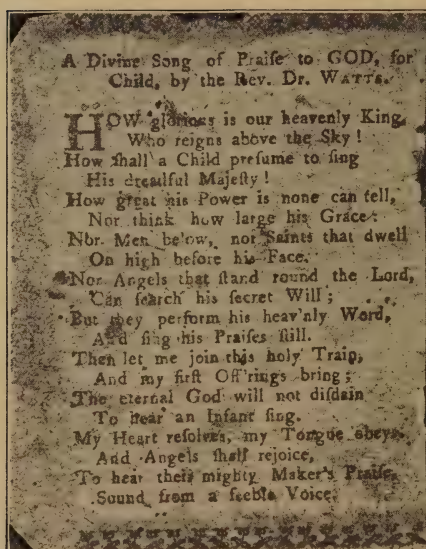 A Divine Song of Praiſe to GOD, for
Child, by the Rev. Dr. WATTS.
HOW glorious is our heavenly King,
Who reigns above the Sky!
How ſhall a Child preſume to ſing
His dreadful Majeſty!
How great his Power is none can tell,
Nor think how large his Grace:
Nor Men below, nor Saints that dwell
On high before his Face.
Nor Angels that ſtand round the Lord,
Can ſearch his ſecret Will;
But they perform his heav'nly Word,
And ſing his Praiſes ſtill.
Then let me join this holy Train,
And my firſt Off'rings bring;
The eternal God will not diſdain
To hear an Infant ſing.
My Heart reſolves, my Tongue obeys,
And Angels ſhall rejoice,
To hear their mighty Maker's Praiſe,
Sound from a feeble Voice.